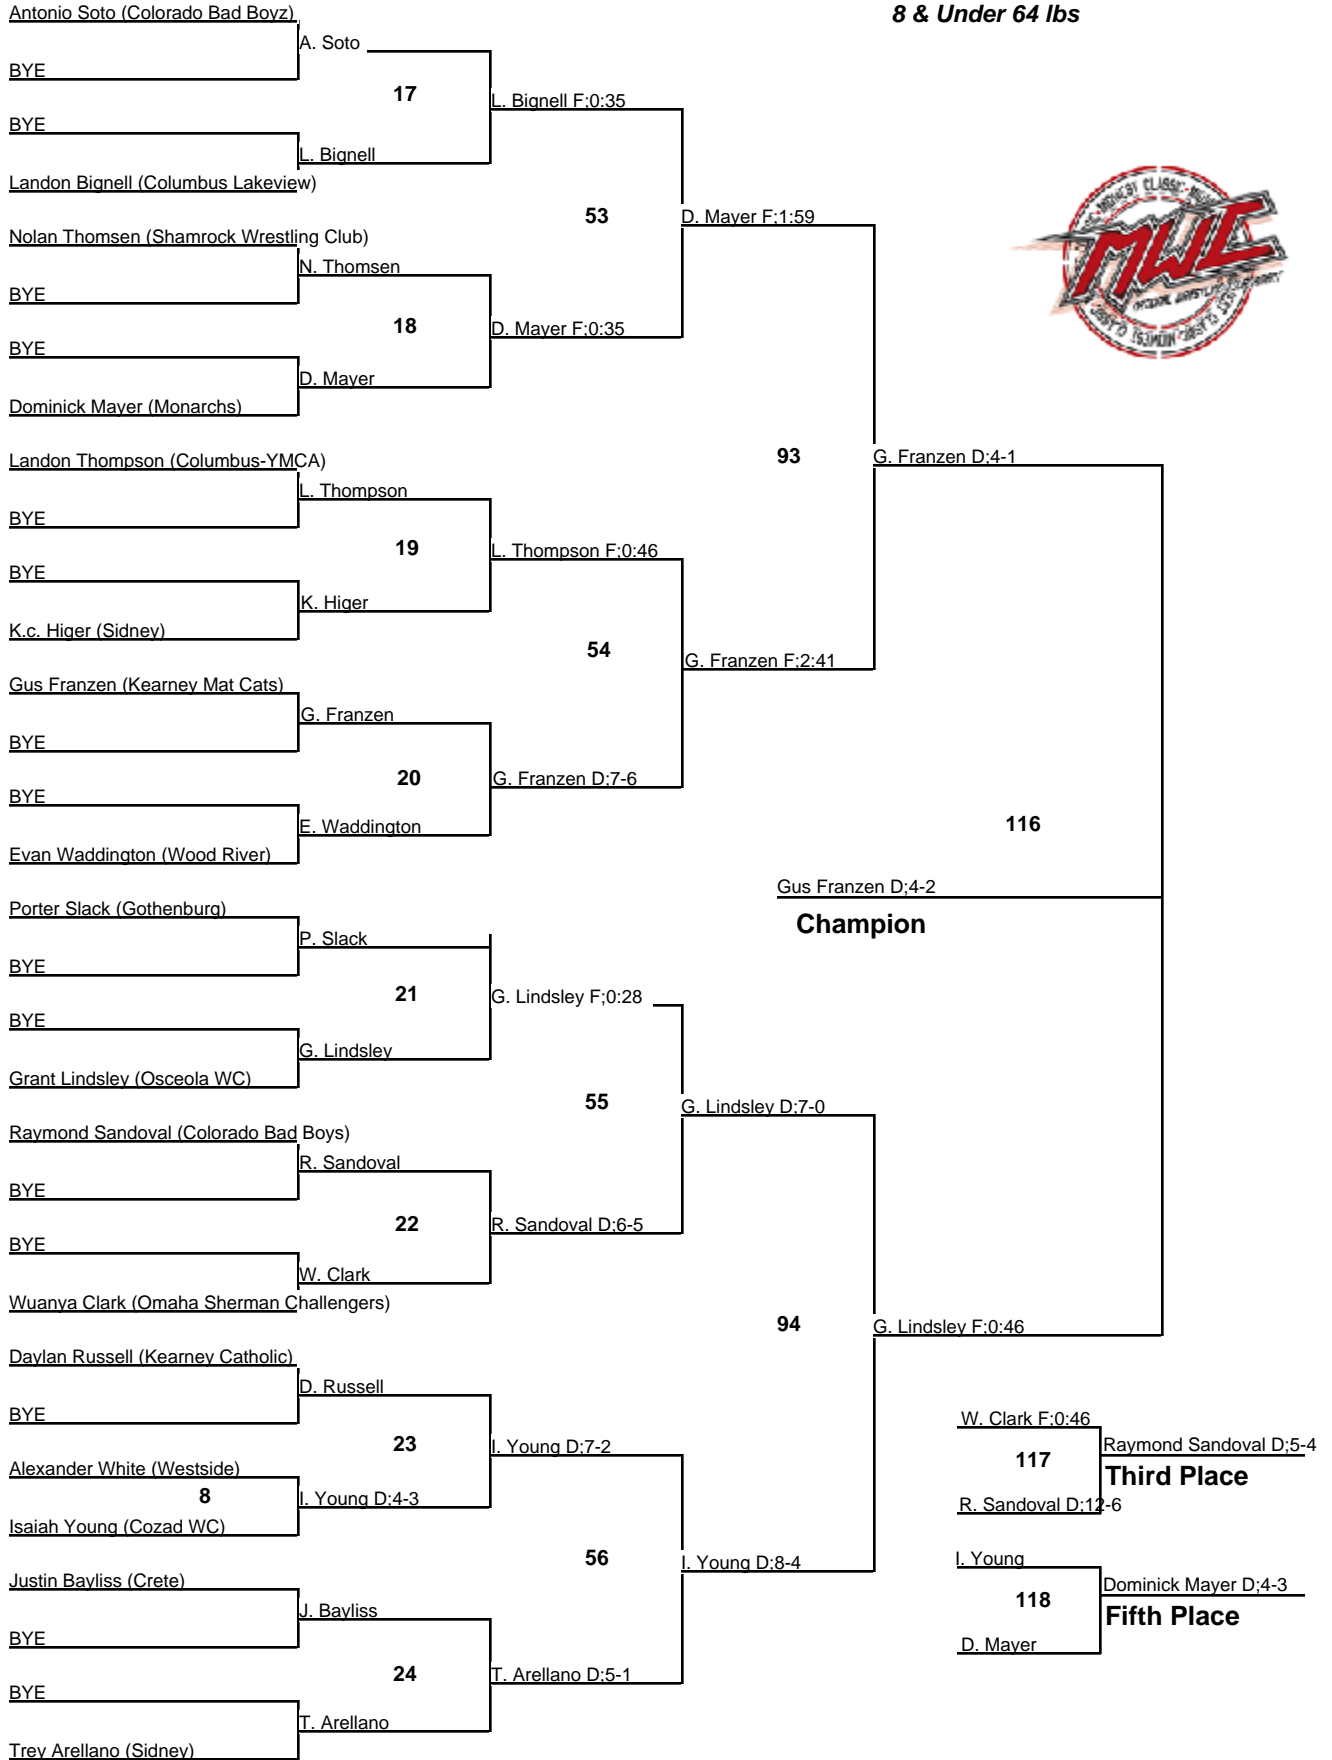 8 & Under 64 lbs
Antonio Soto (Colorado Bad Boyz)
A. Soto
BYE
17
L. Bignell F;0:35
BYE
L. Bignell
Landon Bignell (Columbus Lakeview)
53
D. Mayer F;1:59
Nolan Thomsen (Shamrock Wrestling Club)
N. Thomsen
BYE
18
D. Mayer F;0:35
BYE
D. Mayer
Dominick Mayer (Monarchs)
MWC
93
G. Franzen D;4-1
Landon Thompson (Columbus-YMCA)
L. Thompson
BYE
19
L. Thompson F;0:46
BYE
K. Higer
K.c. Higer (Sidney)
54
G. Franzen F;2:41
Gus Franzen (Kearney Mat Cats)
G. Franzen
BYE
20
G. Franzen D;7-6
BYE
E. Waddington
Evan Waddington (Wood River)
116
Gus Franzen D;4-2
Champion
Porter Slack (Gothenburg)
P. Slack
BYE
21
G. Lindsley F;0:28
BYE
G. Lindsley
Grant Lindsley (Osceola WC)
55
G. Lindsley D;7-0
Raymond Sandoval (Colorado Bad Boys)
R. Sandoval
BYE
22
R. Sandoval D;6-5
BYE
W. Clark
Wuanya Clark (Omaha Sherman Challengers)
94
G. Lindsley F;0:46
Daylan Russell (Kearney Catholic)
D. Russell
BYE
23
I. Young D;7-2
Alexander White (Westside)
8
I. Young D;4-3
Isaiah Young (Cozad WC)
56
I. Young D;8-4
Justin Bayliss (Crete)
J. Bayliss
BYE
24
T. Arellano D;5-1
BYE
T. Arellano
Trey Arellano (Sidney)
W. Clark F;0:46
117
Raymond Sandoval D;5-4
Third Place
R. Sandoval D;12-6
I. Young
118
Dominick Mayer D;4-3
Fifth Place
D. Mayer